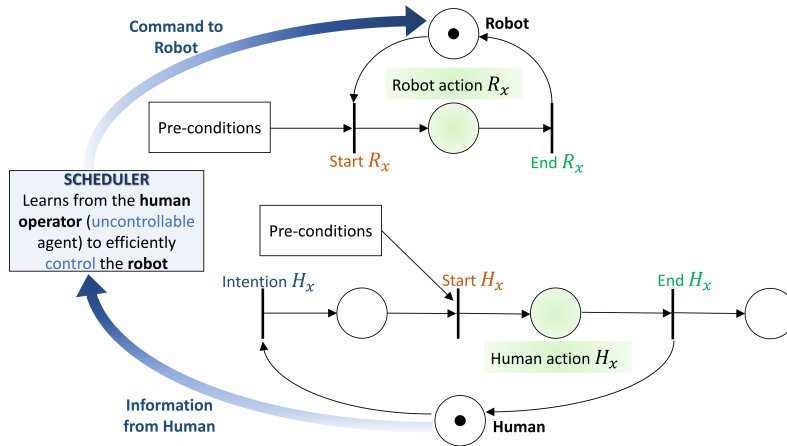 Command to
Robot
Robot
Robot action Rₓ
Pre-conditions
Start Rₓ
End Rₓ
SCHEDULER
Learns from the human
operator (uncontrollable
agent) to efficiently
control the robot
Pre-conditions
Intention Hₓ
Start Hₓ
End Hₓ
Human action Hₓ
Information
from Human
Human